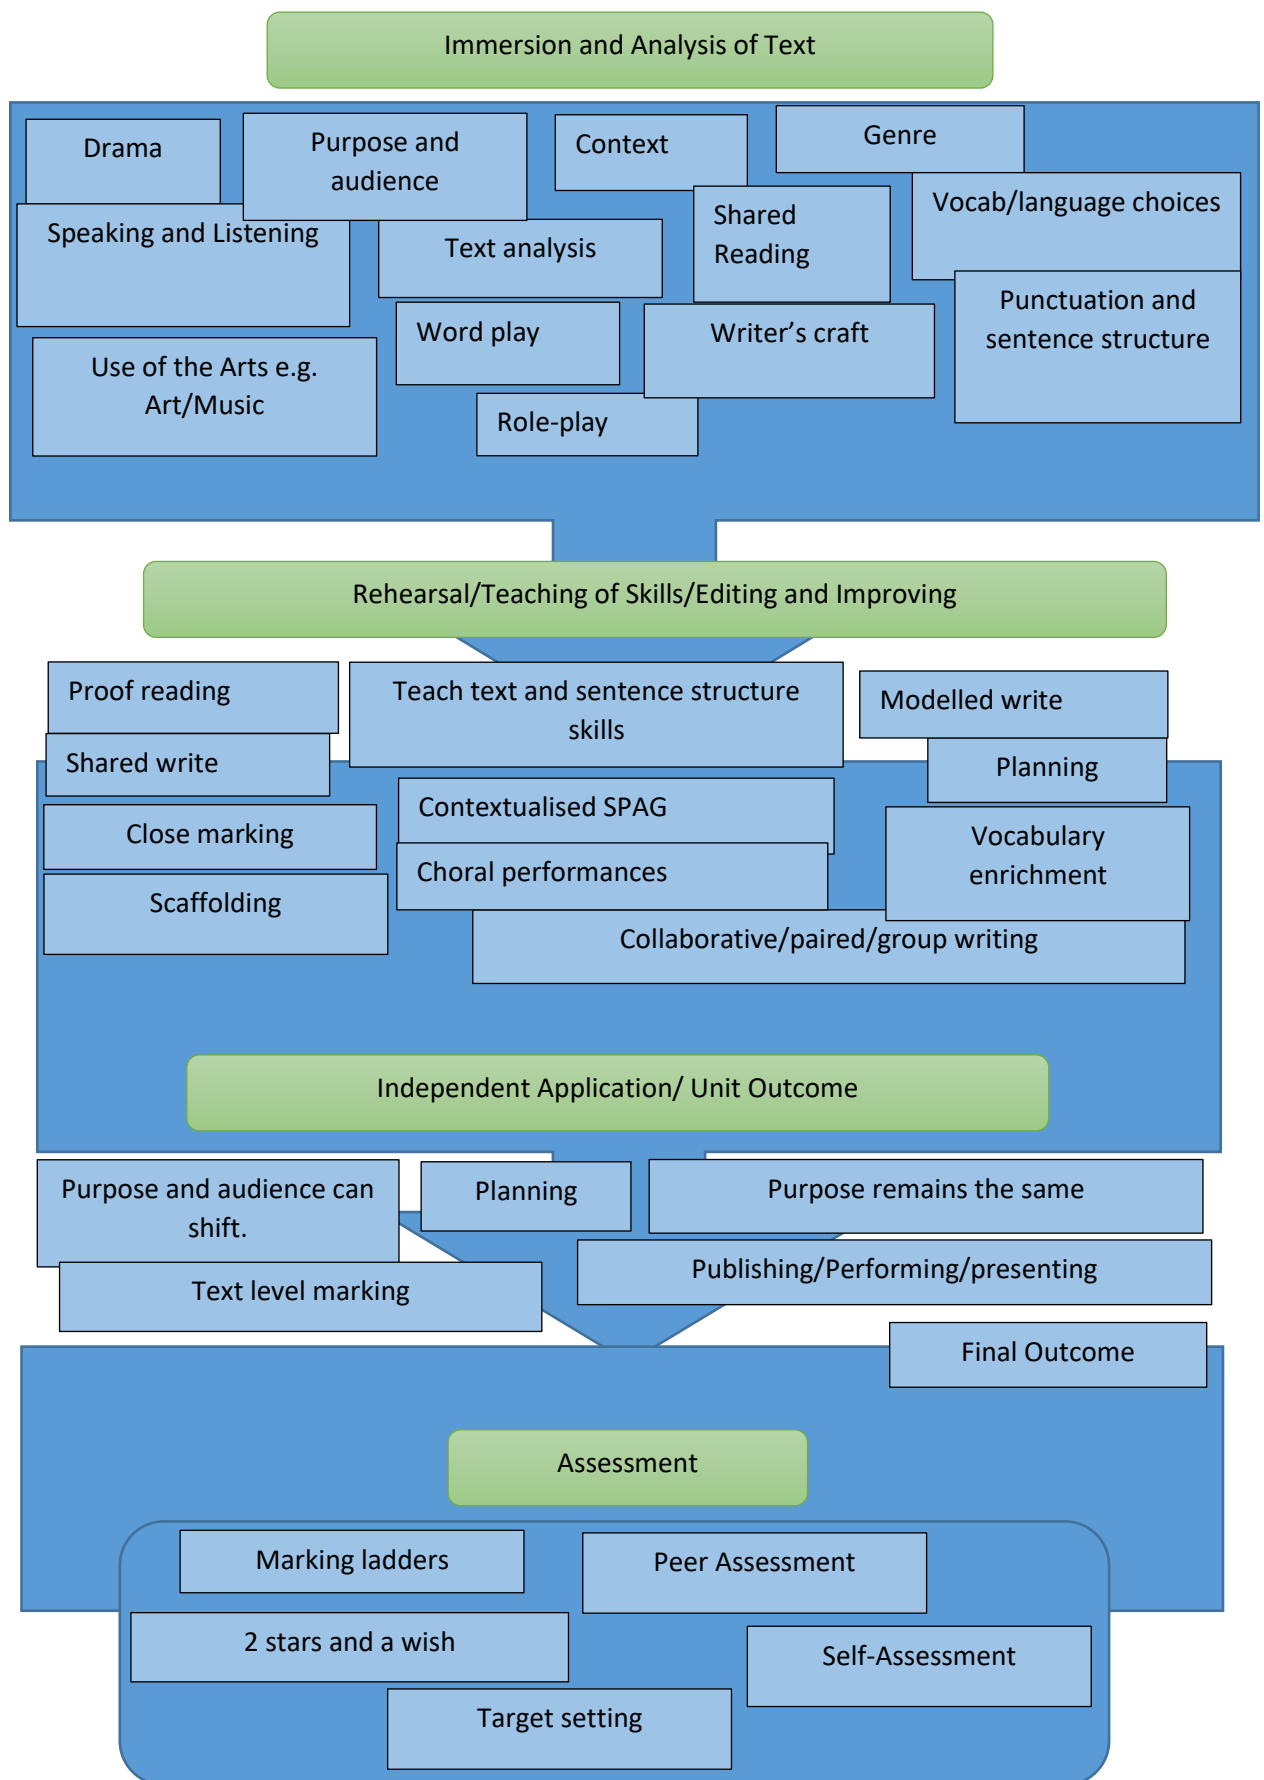 Immersion and Analysis of Text
Drama
Purpose and
audience
Context
Genre
Speaking and Listening
Text analysis
Shared
Reading
Vocab/language choices
Punctuation and
sentence structure
Word play
Writer’s craft
Use of the Arts e.g.
Art/Music
Role-play
Rehearsal/Teaching of Skills/Editing and Improving
Proof reading
Teach text and sentence structure
skills
Modelled write
Shared write
Planning
Contextualised SPAG
Close marking
Vocabulary
enrichment
Choral performances
Scaffolding
Collaborative/paired/group writing
Independent Application/ Unit Outcome
Purpose and audience can
shift.
Planning
Purpose remains the same
Text level marking
Publishing/Performing/presenting
Final Outcome
Assessment
Marking ladders
Peer Assessment
2 stars and a wish
Self-Assessment
Target setting